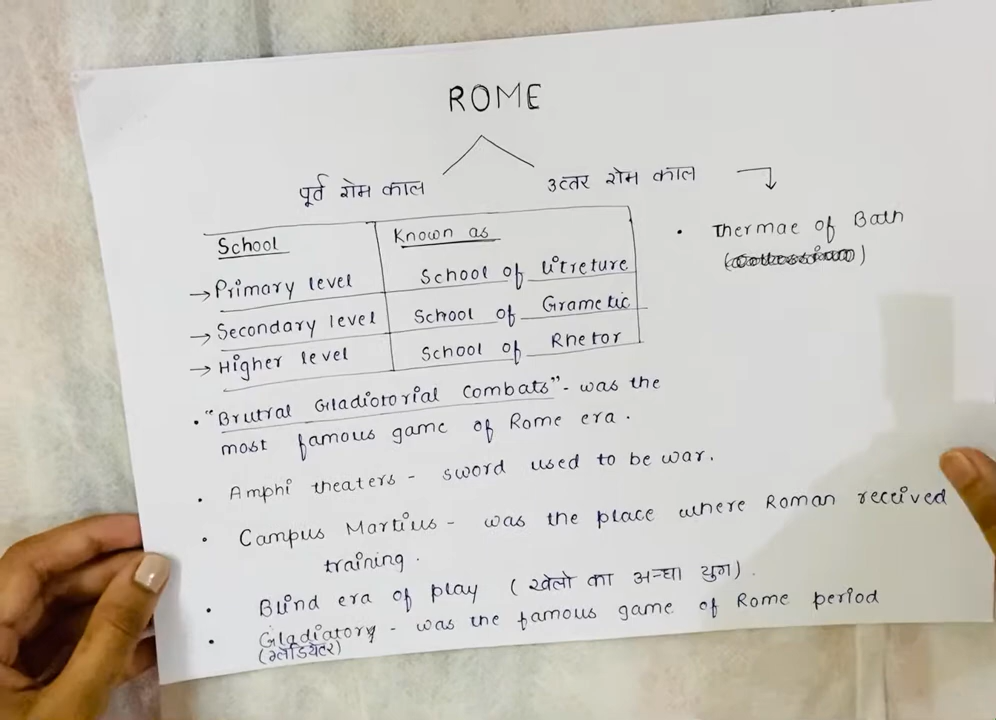 ROME
पूर्व रोम काल
उत्तर रोम काल
School
Known as
→ Primary level
School of litreture
→ Secondary level
School of Grametic
→ Higher level
School of Rhetor
• Thermae of Bath
• "Brutral Gladiotorial Combats" - was the
most famous game of Rome era.
• Amphi theaters - sword used to be war.
• Campus Martius - was the place where Roman received
training.
• Blind era of play (खेलो का अन्धा युग).
• Gladiatory - was the famous game of Rome period
(ग्लेडियेटर)